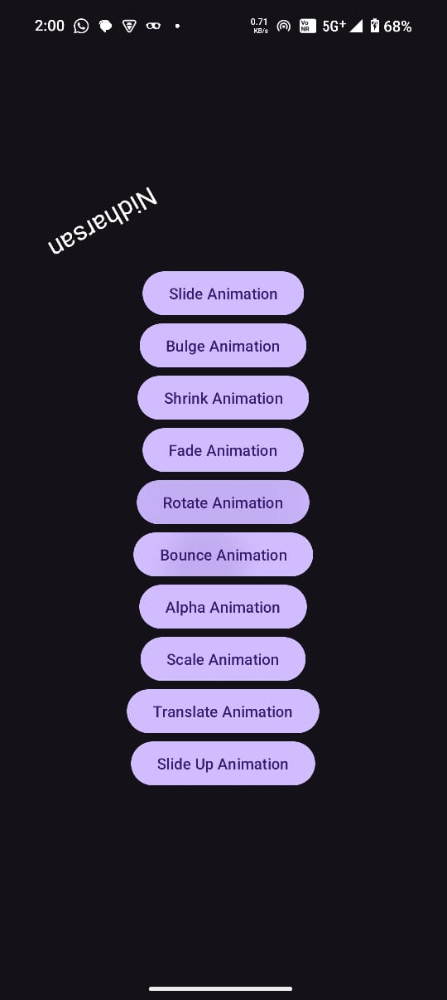 2:00
0.71
KB/s
Vo
NR
5G+
68%
Nidharsan
Slide Animation
Bulge Animation
Shrink Animation
Fade Animation
Rotate Animation
Bounce Animation
Alpha Animation
Scale Animation
Translate Animation
Slide Up Animation